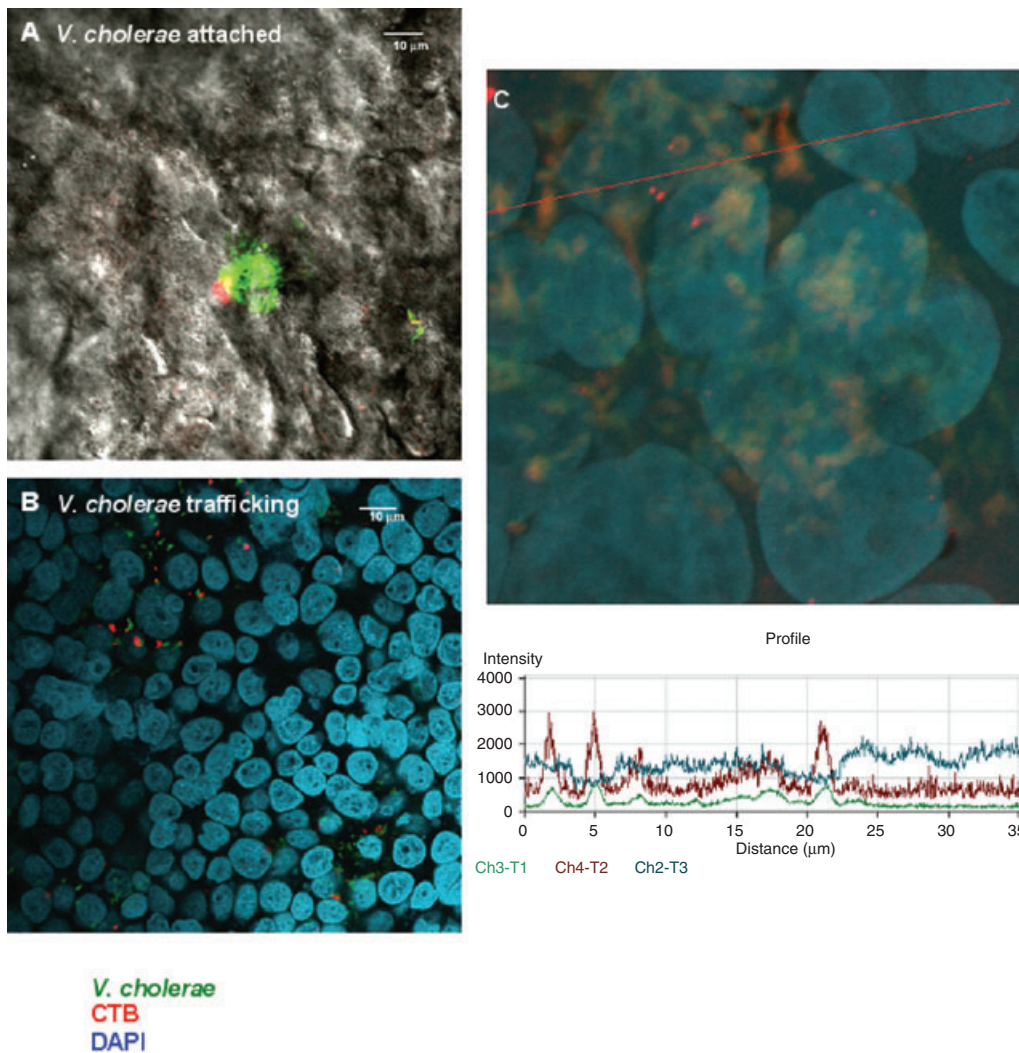 A V. cholerae attached
10 μm
B V. cholerae trafficking
10 μm
C
Profile
Intensity
4000
3000
2000
1000
0
0 5 10 15 20 25 30 35
Distance (μm)
Ch3-T1 Ch4-T2 Ch2-T3
V. cholerae
CTB
DAPI